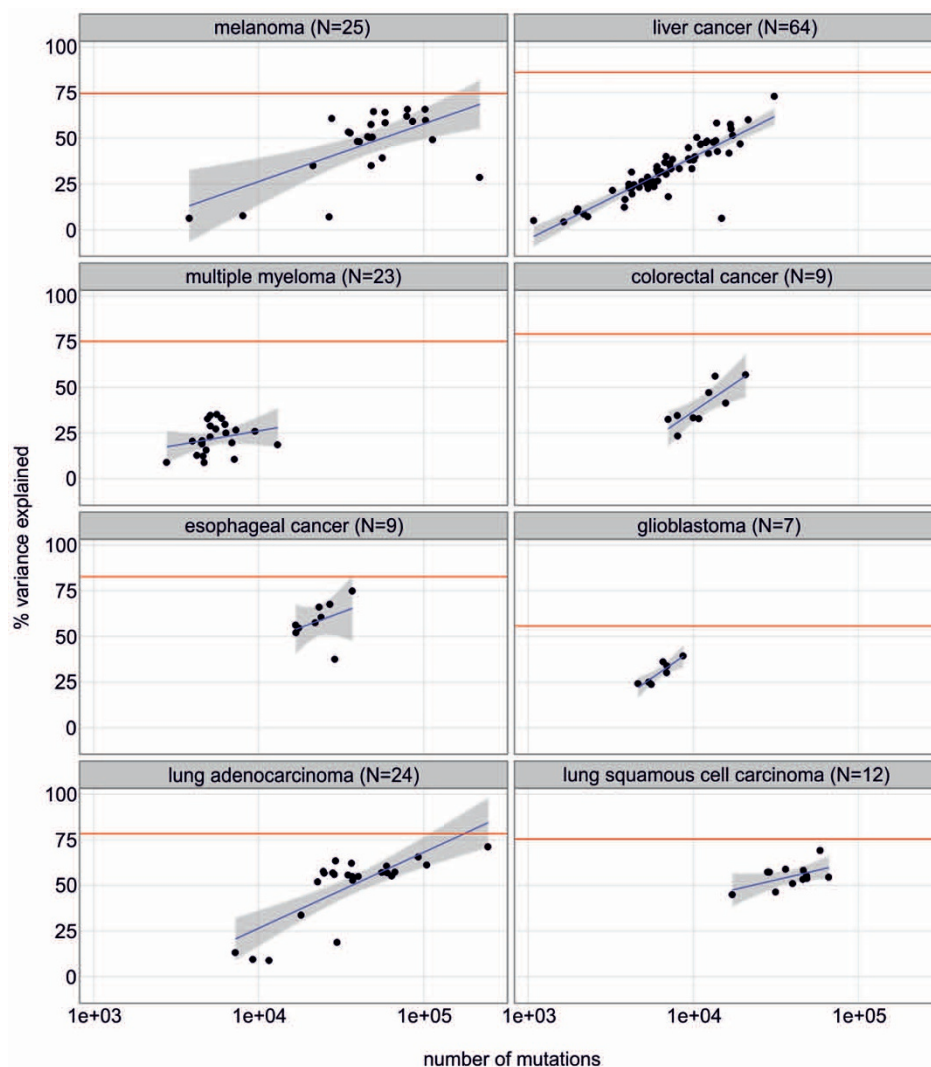 melanoma (N=25)
liver cancer (N=64)
100
75
50
25
0
multiple myeloma (N=23)
colorectal cancer (N=9)
100
75
50
25
0
esophageal cancer (N=9)
glioblastoma (N=7)
100
75
50
25
0
lung adenocarcinoma (N=24)
lung squamous cell carcinoma (N=12)
100
75
50
25
0
% variance explained
1e+03 1e+04 1e+05 1e+03 1e+04 1e+05
number of mutations